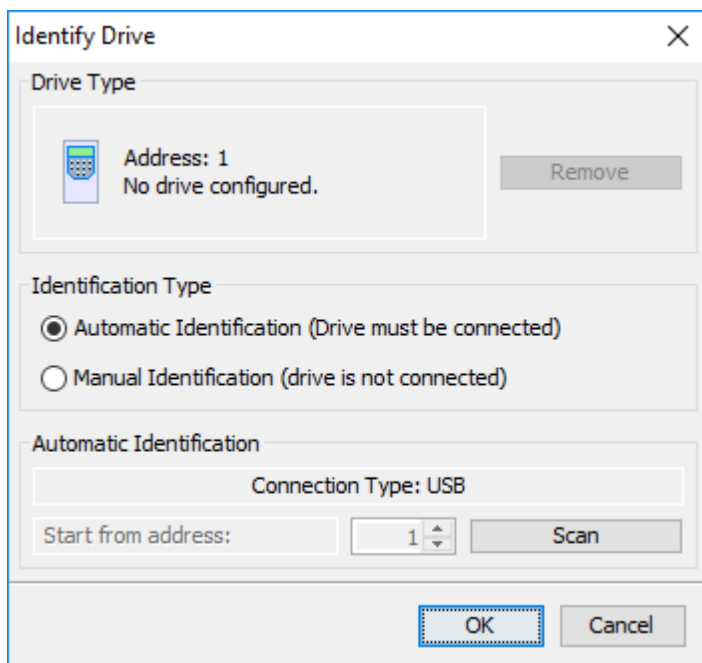 Identify Drive
Drive Type
Address: 1
No drive configured.
Remove
Identification Type
Automatic Identification (Drive must be connected)
Manual Identification (drive is not connected)
Automatic Identification
Connection Type: USB
Start from address:
1
Scan
OK
Cancel